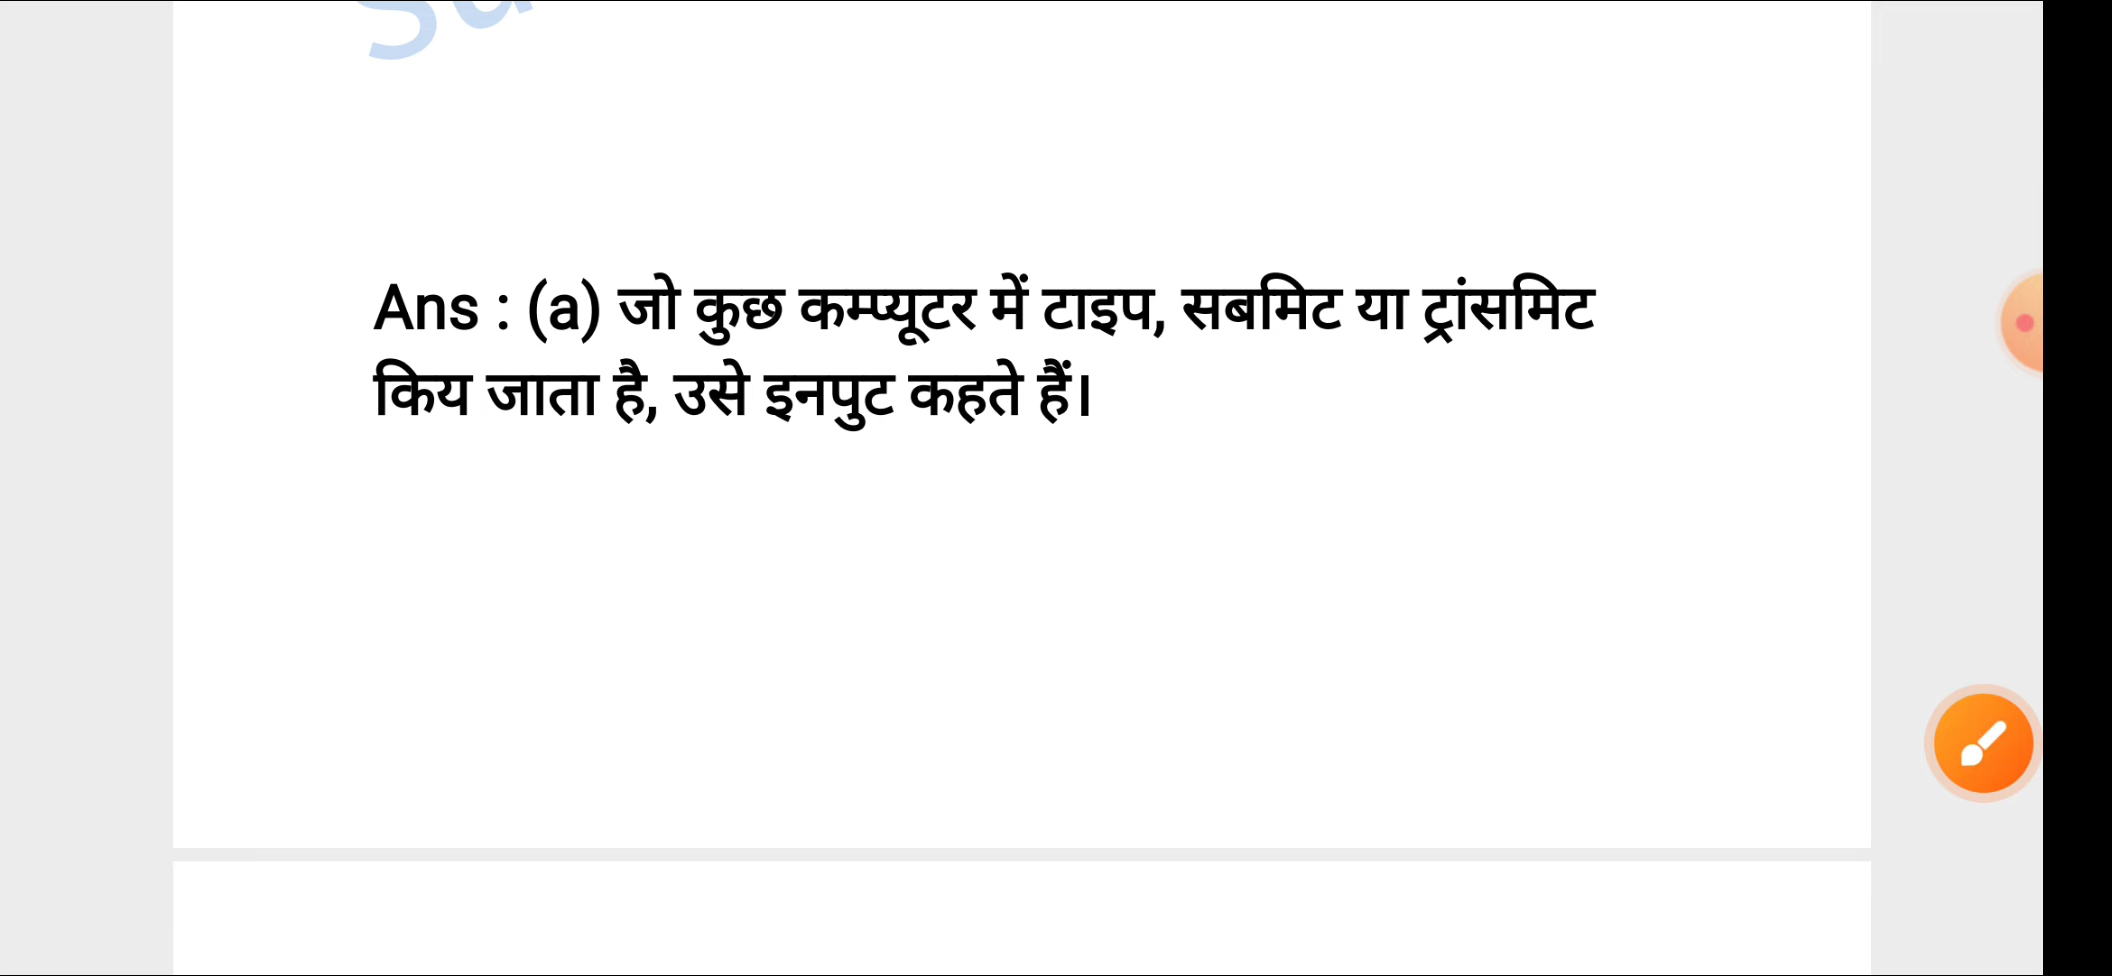 Ans : (a) जो कुछ कम्प्यूटर में टाइप, सबमिट या ट्रांसमिट
किय जाता है, उसे इनपुट कहते हैं।